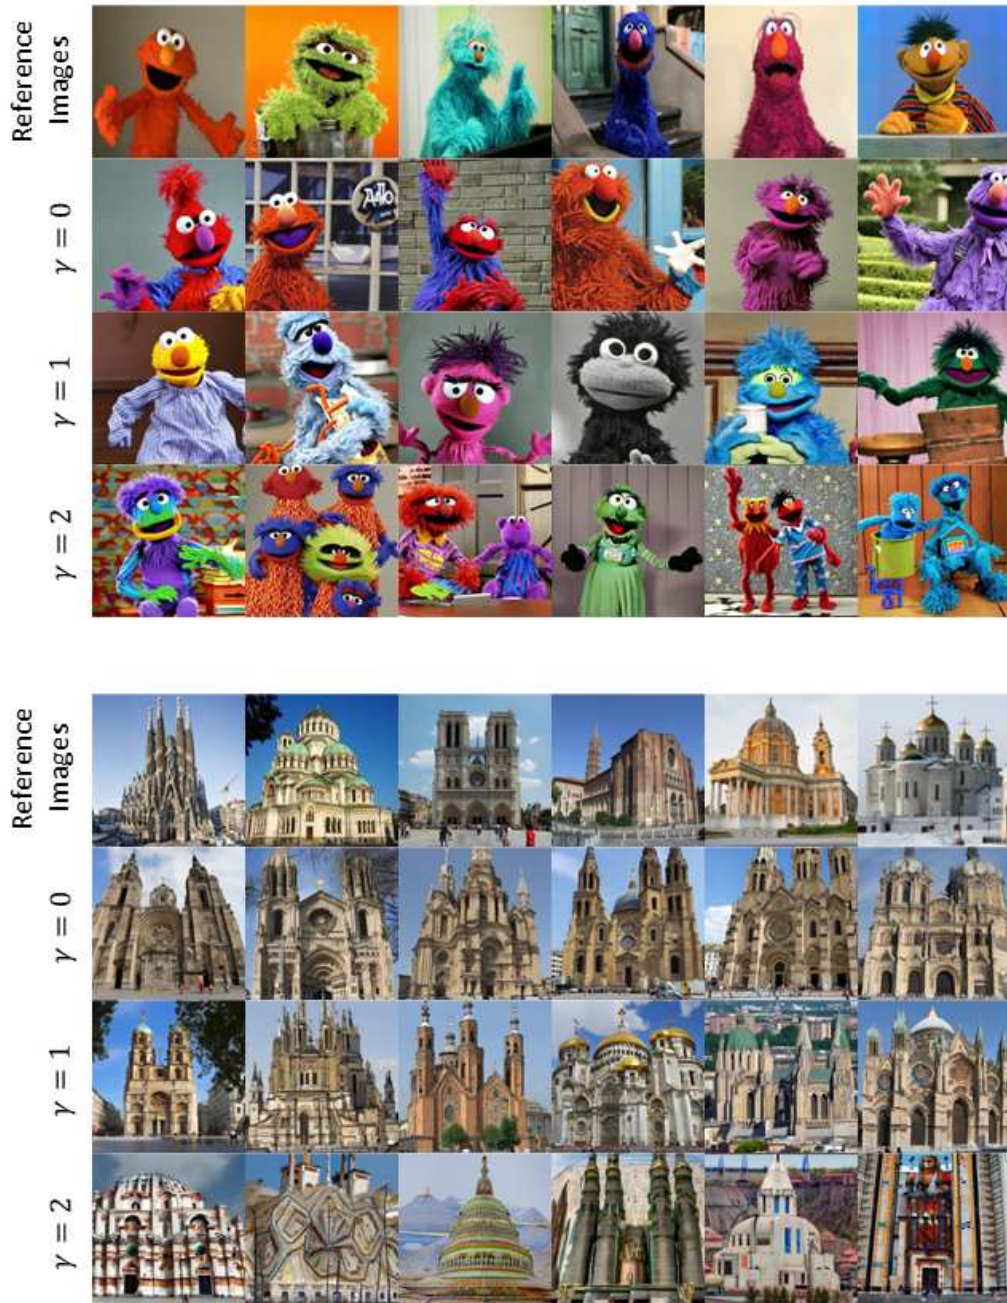 Reference
Images
γ = 0
γ = 1
γ = 2
Reference
Images
γ = 0
γ = 1
γ = 2